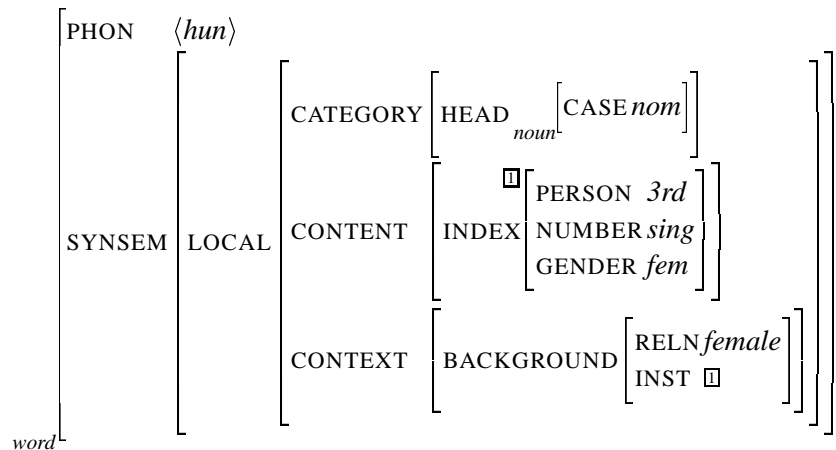 PHON ⟨hun⟩
CATEGORY HEAD noun CASE nom
1 PERSON 3rd
SYNSEM LOCAL CONTENT INDEX NUMBER sing
GENDER fem
RELN female
CONTEXT BACKGROUND
INST 1
word